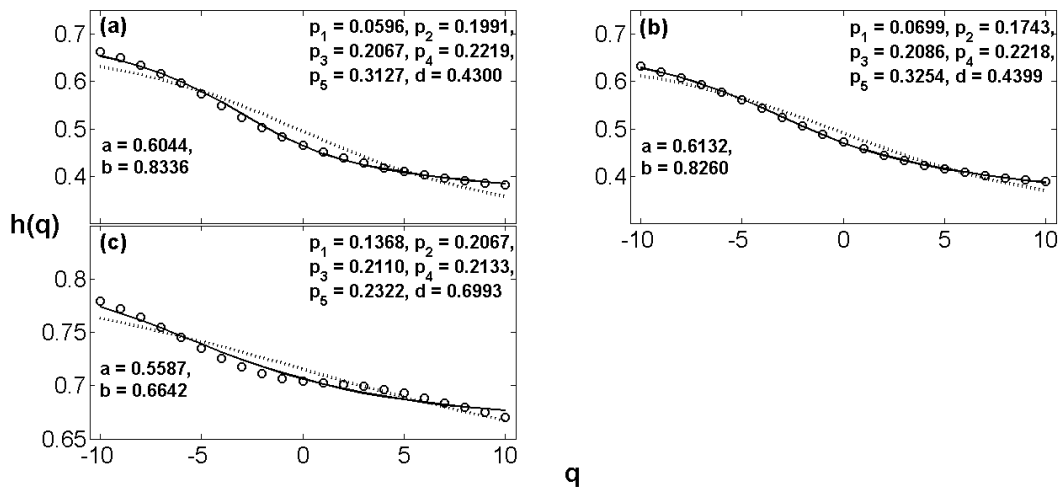 (a)
p1 = 0.0596, p2 = 0.1991,
p3 = 0.2067, p4 = 0.2219,
p5 = 0.3127, d = 0.4300
a = 0.6044,
b = 0.8336
0.7
0.6
0.5
0.4
(b)
p1 = 0.0699, p2 = 0.1743,
p3 = 0.2086, p4 = 0.2218,
p5 = 0.3254, d = 0.4399
a = 0.6132,
b = 0.8260
0.7
0.6
0.5
0.4
-10 -5 0 5 10
h(q)
(c)
p1 = 0.1368, p2 = 0.2067,
p3 = 0.2110, p4 = 0.2133,
p5 = 0.2322, d = 0.6993
a = 0.5587,
b = 0.6642
0.8
0.75
0.7
0.65
-10 -5 0 5 10
q